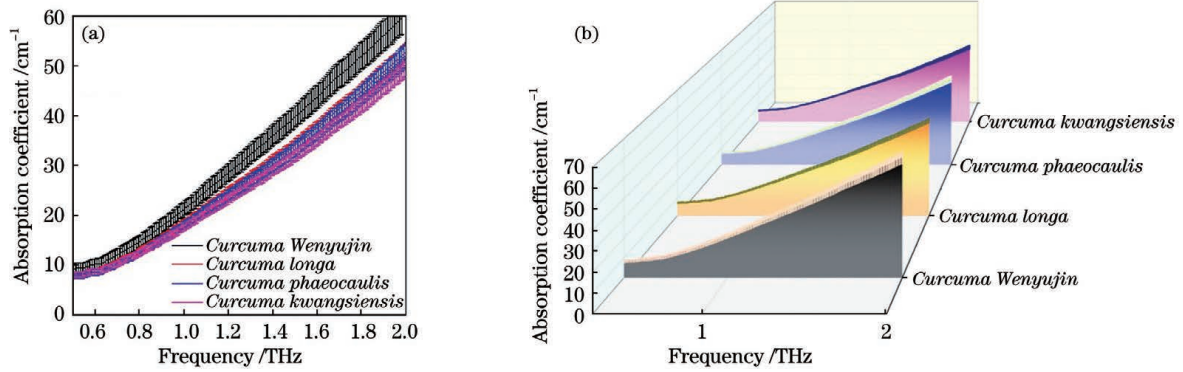 (a)
Absorption coefficient /cm⁻¹
60
50
40
30
20
10
0
Curcuma Wenyujin
Curcuma longa
Curcuma phaeocaulis
Curcuma kwangsiensis
0.6 0.8 1.0 1.2 1.4 1.6 1.8 2.0
Frequency /THz
(b)
Absorption coefficient /cm⁻¹
70
60
50
40
30
20
10
0
Curcuma kwangsiensis
Curcuma phaeocaulis
Curcuma longa
Curcuma Wenyujin
1 2
Frequency /THz